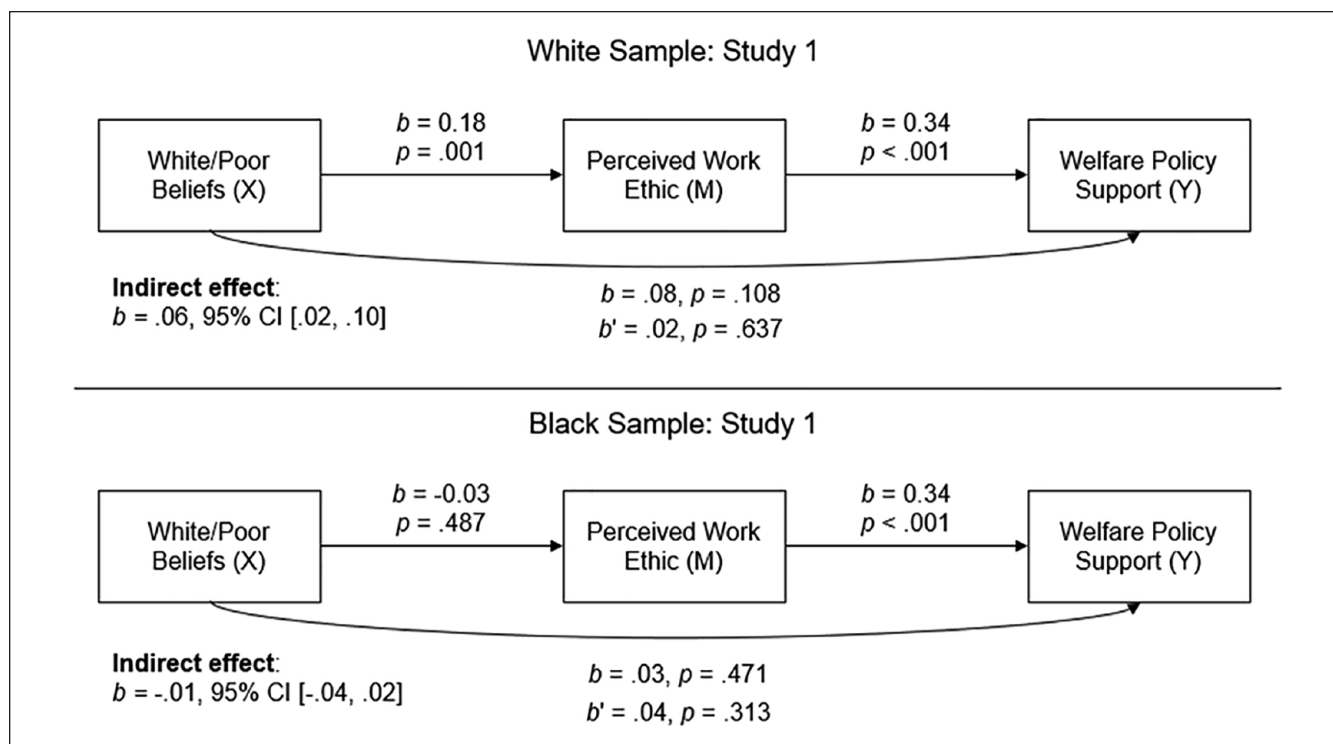 White Sample: Study 1
b = 0.18
p = .001
b = 0.34
p < .001
White/Poor
Beliefs (X)
Perceived Work
Ethic (M)
Welfare Policy
Support (Y)
Indirect effect:
b = .06, 95% CI [.02, .10]
b = .08, p = .108
b' = .02, p = .637
Black Sample: Study 1
b = -0.03
p = .487
b = 0.34
p < .001
White/Poor
Beliefs (X)
Perceived Work
Ethic (M)
Welfare Policy
Support (Y)
Indirect effect:
b = -.01, 95% CI [-.04, .02]
b = .03, p = .471
b' = .04, p = .313